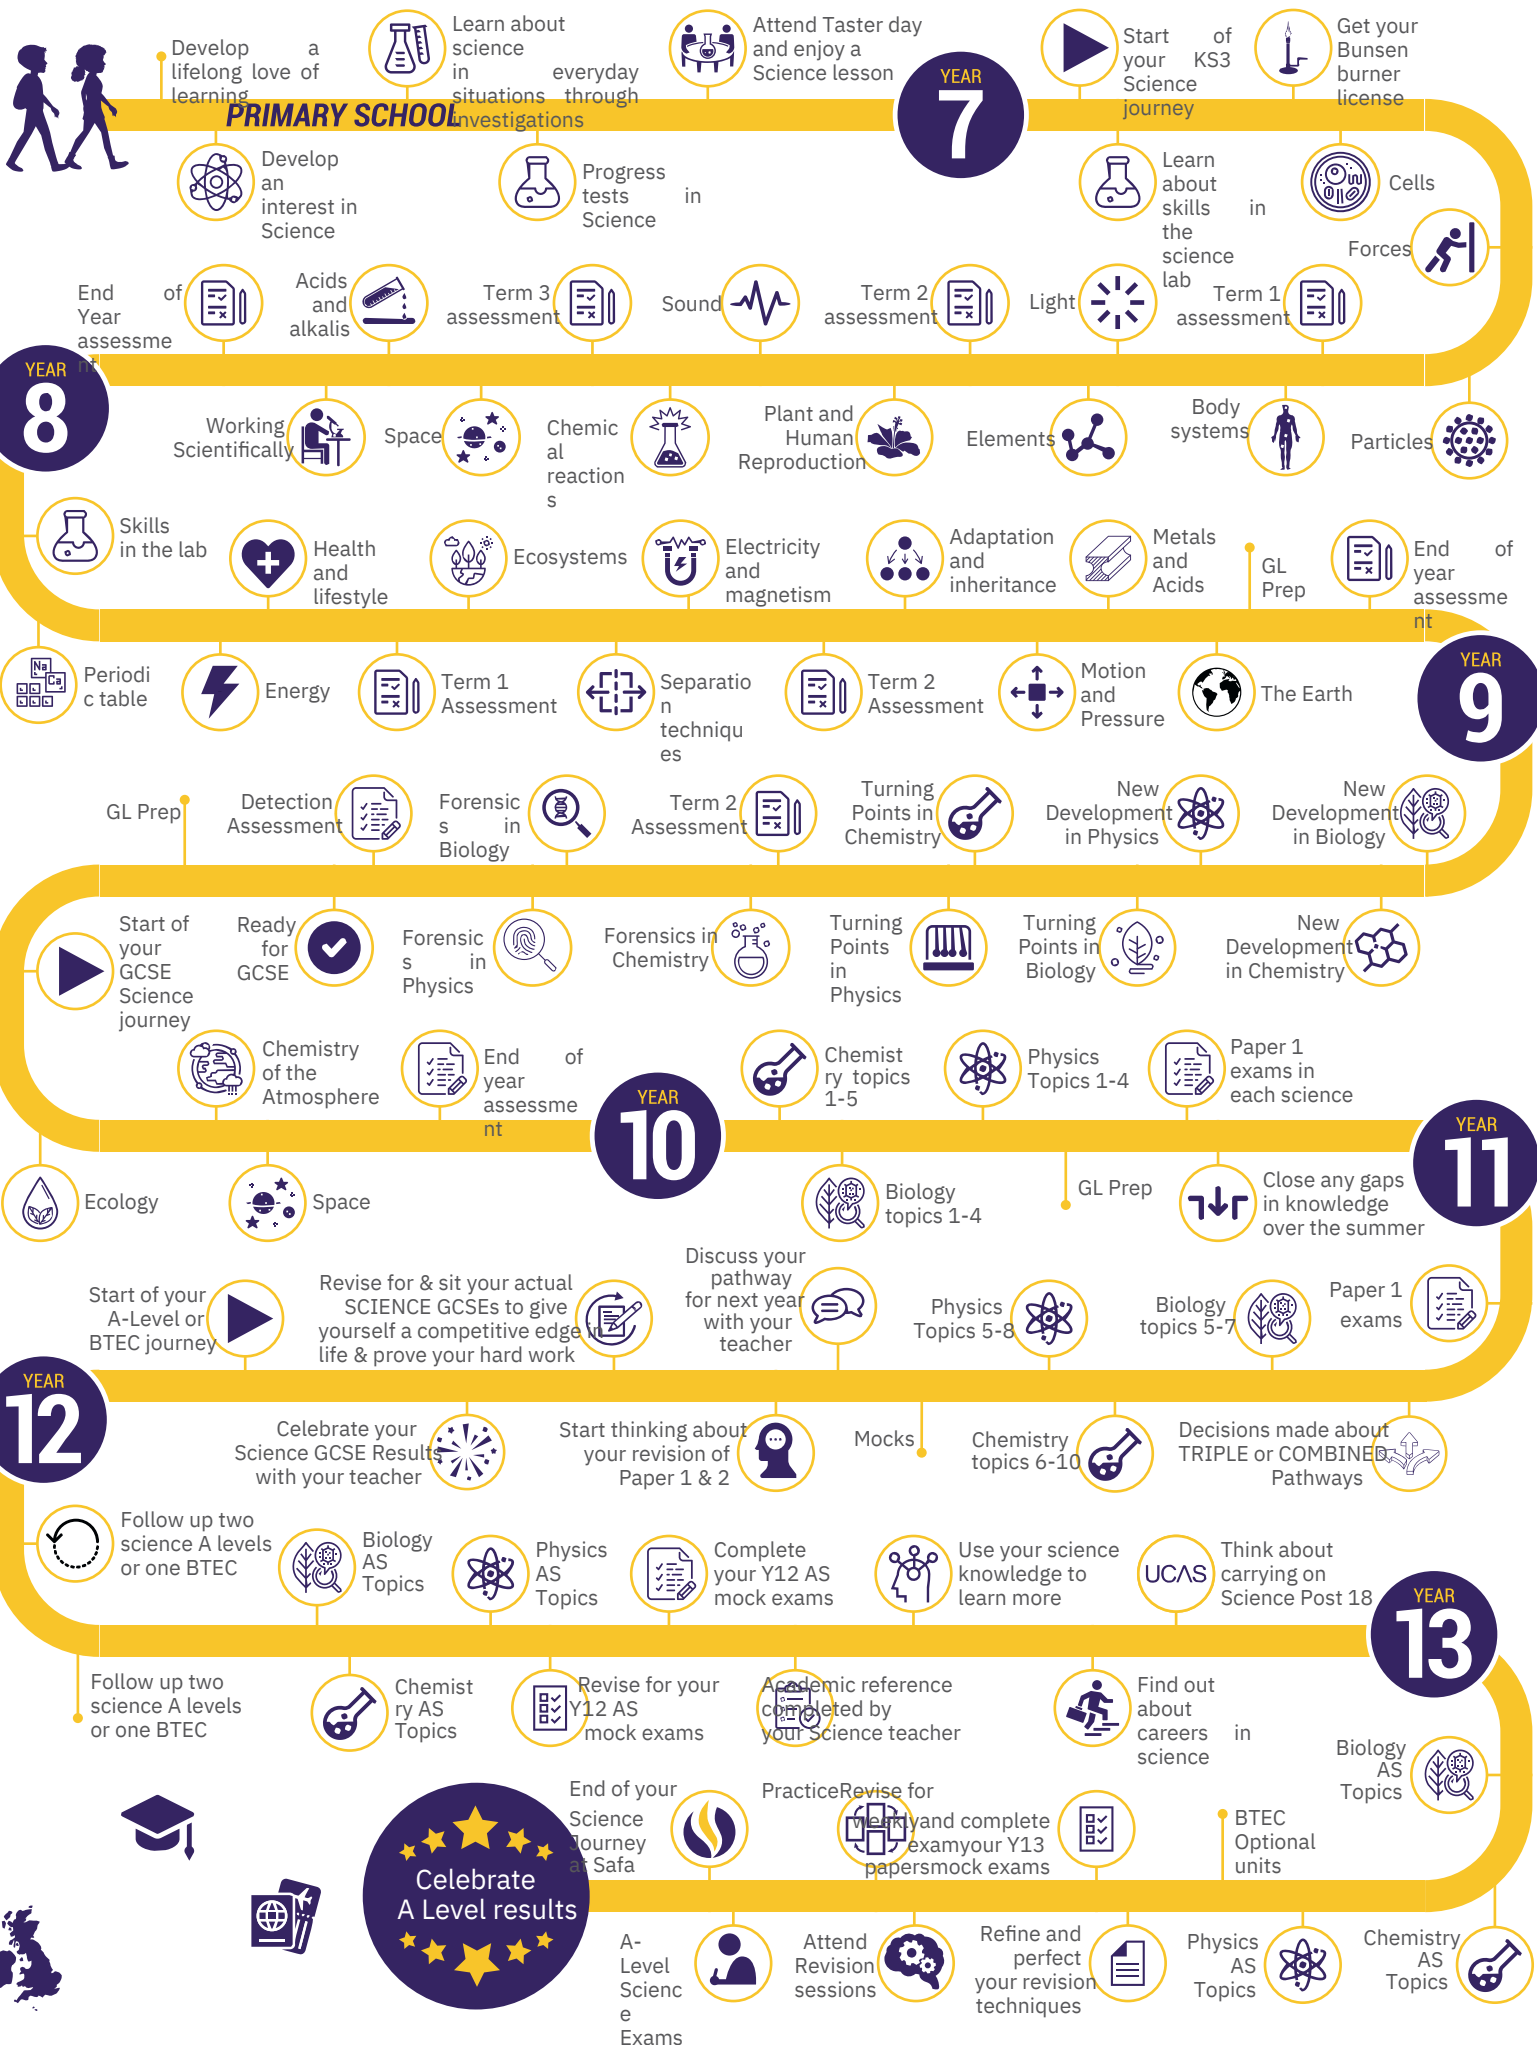 Develop a
lifelong love of
learning
Learn about
science
in everyday
situations through
investigations
Attend Taster day
and enjoy a
Science lesson
YEAR
7
Start of
your KS3
Science
journey
Get your
Bunsen
burner
license
PRIMARY SCHOOL
Develop
an
interest in
Science
Progress
tests in
Science
Learn
about
skills in
the
science
lab
Cells
Forces
End of
Year
assessme
nt
Acids
and
alkalis
Term 3
assessment
Sound
Term 2
assessment
Light
Term 1
assessment
YEAR
8
Working
Scientifically
Space
Chemic
al
reaction
s
Plant and
Human
Reproduction
Elements
Body
systems
Particles
Skills
in the lab
Health
and
lifestyle
Ecosystems
Electricity
and
magnetism
Adaptation
and
inheritance
Metals
and
Acids
GL
Prep
End of
year
assessme
nt
Na
Ca
Periodi
c table
Energy
Term 1
Assessment
Separatio
n
techniqu
es
Term 2
Assessment
Motion
and
Pressure
The Earth
YEAR
9
GL Prep
Detection
Assessment
Forensic
s in
Biology
Term 2
Assessment
Turning
Points in
Chemistry
New
Development
in Physics
New
Development
in Biology
Start of
your
GCSE
Science
journey
Ready
for
GCSE
Forensic
s in
Physics
Forensics in
Chemistry
Turning
Points
in
Physics
Turning
Points in
Biology
New
Development
in Chemistry
Chemistry
of the
Atmosphere
End of
year
assessme
nt
YEAR
10
Chemist
ry topics
1-5
Physics
Topics 1-4
Paper 1
exams in
each science
YEAR
11
Ecology
Space
Biology
topics 1-4
GL Prep
Close any gaps
in knowledge
over the summer
Start of your
A-Level or
BTEC journey
Revise for & sit your actual
SCIENCE GCSEs to give
yourself a competitive edge in
life & prove your hard work
Discuss your
pathway
for next year
with your
teacher
Physics
Topics 5-8
Biology
topics 5-7
Paper 1
exams
YEAR
12
Celebrate your
Science GCSE Results
with your teacher
Start thinking about
your revision of
Paper 1 & 2
Mocks
Chemistry
topics 6-10
Decisions made about
TRIPLE or COMBINED
Pathways
Follow up two
science A levels
or one BTEC
Biology
AS
Topics
Physics
AS
Topics
Complete
your Y12 AS
mock exams
Use your science
knowledge to
learn more
UCAS
Think about
carrying on
Science Post 18
YEAR
13
Follow up two
science A levels
or one BTEC
Chemist
ry AS
Topics
Revise for your
Y12 AS
mock exams
Academic reference
completed by
your Science teacher
Find out
about
careers in
science
Biology
AS
Topics
End of your
Science
Journey
at Safa
PracticeRevise for
weeklyand complete
examyour Y13
papersmock exams
BTEC
Optional
units
Celebrate
A Level results
A-
Level
Scienc
e
Exams
Attend
Revision
sessions
Refine and
perfect
your revision
techniques
Physics
AS
Topics
Chemistry
AS
Topics